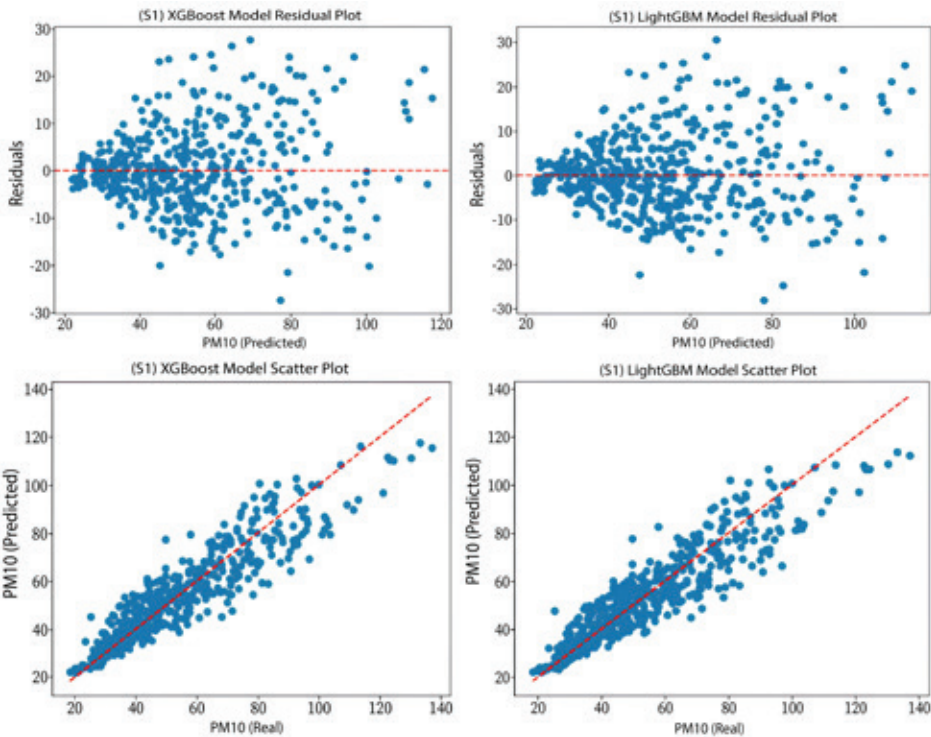 (S1) XGBoost Model Residual Plot
30
20
10
0
-10
-20
-30
Residuals
20 40 60 80 100 120
PM10 (Predicted)
(S1) LightGBM Model Residual Plot
30
20
10
0
-10
-20
-30
Residuals
20 40 60 80 100
PM10 (Predicted)
(S1) XGBoost Model Scatter Plot
140
120
100
80
60
40
20
PM10 (Predicted)
20 40 60 80 100 120 140
PM10 (Real)
(S1) LightGBM Model Scatter Plot
140
120
100
80
60
40
20
PM10 (Predicted)
20 40 60 80 100 120 140
PM10 (Real)